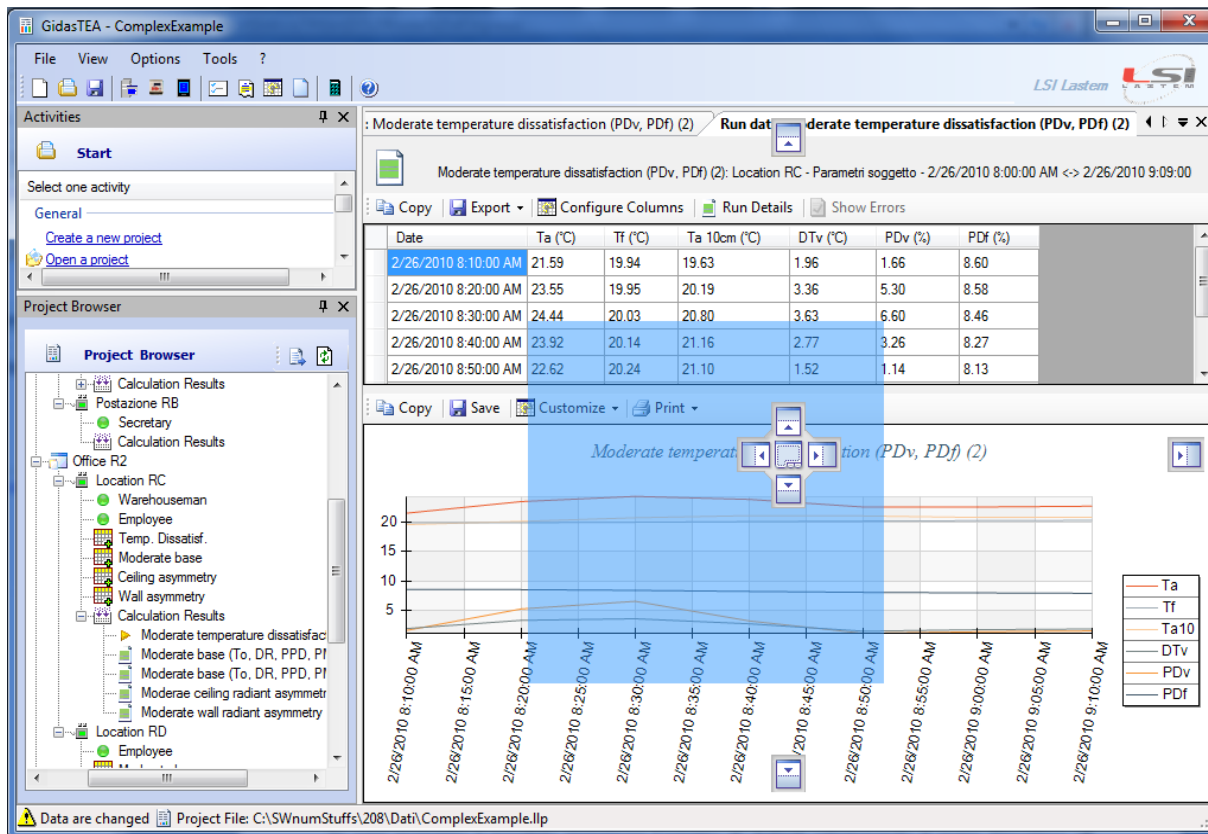 GidasTEA - ComplexExample
File View Options Tools ?
LSI Lastem
LSI
LASTEM
Activities
Start
Select one activity
General
Create a new project
Open a project
Project Browser
Project Browser
Calculation Results
Postazione RB
Secretary
Calculation Results
Office R2
Location RC
Warehouseman
Employee
Temp. Dissatisf.
Moderate base
Ceiling asymmetry
Wall asymmetry
Calculation Results
Moderate temperature dissatisfac
Moderate base (To, DR, PPD, PM
Moderate base (To, DR, PPD, PM
Moderae ceiling radiant asymmetr
Moderate wall radiant asymmetry
Location RD
Employee
: Moderate temperature dissatisfaction (PDv, PDf) (2)
Run dat oderate temperature dissatisfaction (PDv, PDf) (2)
Moderate temperature dissatisfaction (PDv, PDf) (2): Location RC - Parametri soggetto - 2/26/2010 8:00:00 AM <-> 2/26/2010 9:09:00
Copy Export Configure Columns Run Details Show Errors
Date Ta (°C) Tf (°C) Ta 10cm (°C) DTv (°C) PDv (%) PDf (%)
2/26/2010 8:10:00 AM 21.59 19.94 19.63 1.96 1.66 8.60
2/26/2010 8:20:00 AM 23.55 19.95 20.19 3.36 5.30 8.58
2/26/2010 8:30:00 AM 24.44 20.03 20.80 3.63 6.60 8.46
2/26/2010 8:40:00 AM 23.92 20.14 21.16 2.77 3.26 8.27
2/26/2010 8:50:00 AM 22.62 20.24 21.10 1.52 1.14 8.13
Copy Save Customize Print
Moderate temperat tion (PDv, PDf) (2)
20
15
10
5
2/26/2010 8:10:00 AM
2/26/2010 8:15:00 AM
2/26/2010 8:20:00 AM
2/26/2010 8:25:00 AM
2/26/2010 8:30:00 AM
2/26/2010 8:35:00 AM
2/26/2010 8:40:00 AM
2/26/2010 8:45:00 AM
2/26/2010 8:50:00 AM
2/26/2010 8:55:00 AM
2/26/2010 9:00:00 AM
2/26/2010 9:05:00 AM
2/26/2010 9:10:00 AM
Ta
Tf
Ta10
DTv
PDv
PDf
Data are changed Project File: C:\SWnumStuffs\208\Dati\ComplexExample.llp